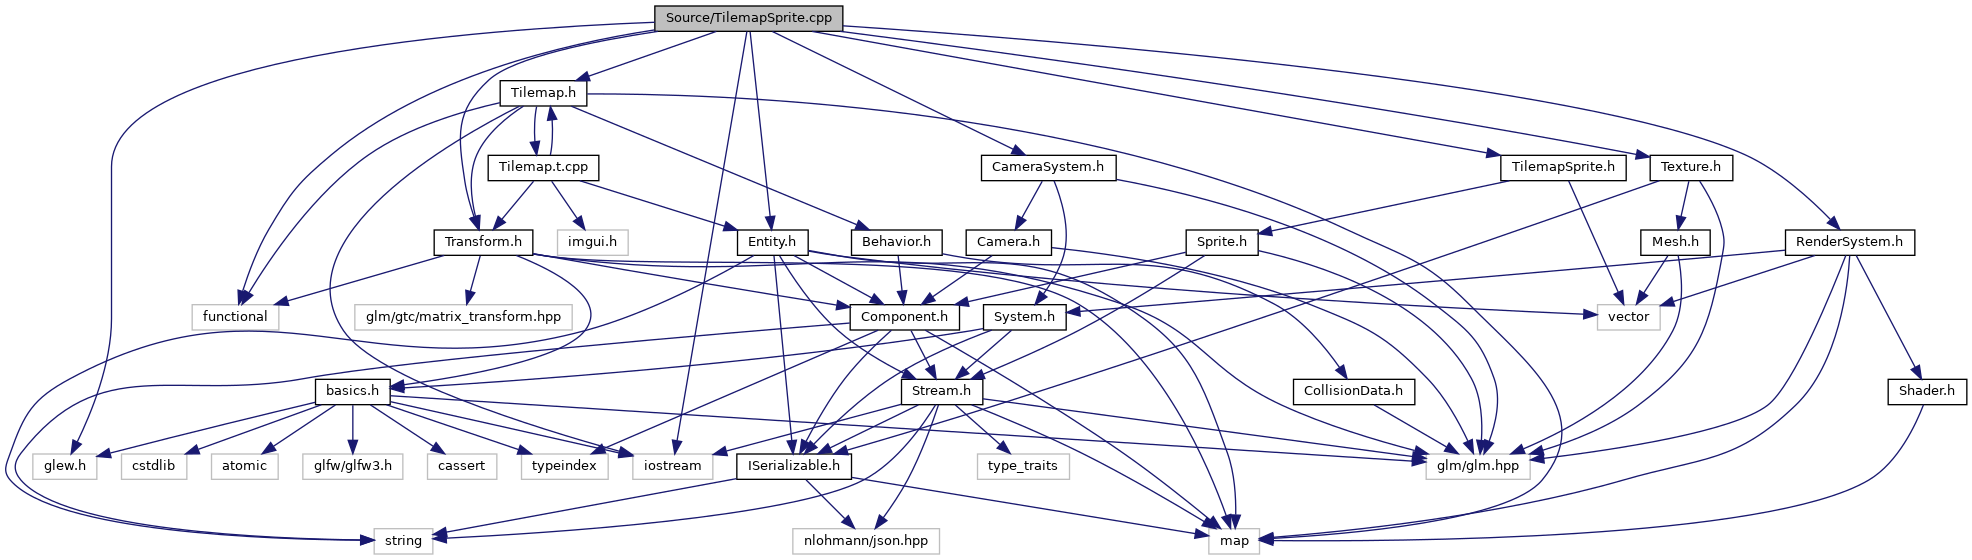 Source/TilemapSprite.cpp
Tilemap.h
Tilemap.t.cpp
CameraSystem.h
TilemapSprite.h
Texture.h
Transform.h
imgui.h
Entity.h
Behavior.h
Camera.h
Sprite.h
Mesh.h
RenderSystem.h
functional
glm/gtc/matrix_transform.hpp
Component.h
System.h
vector
basics.h
Stream.h
CollisionData.h
Shader.h
glew.h
cstdlib
atomic
glfw/glfw3.h
cassert
typeindex
iostream
ISerializable.h
type_traits
glm/glm.hpp
string
nlohmann/json.hpp
map